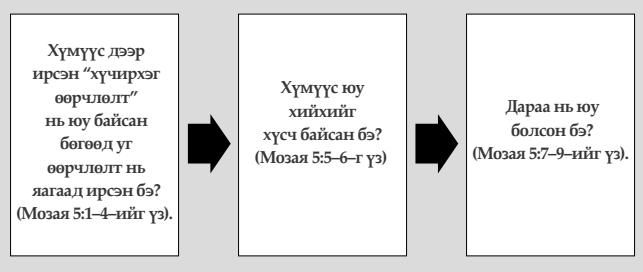 Хүмүүс дээр
ирсэн “хүчирхэг
өөрчлөлт”
нь юу байсан
бөгөөд уг
өөрчлөлт нь
яагаад ирсэн бэ?
(Мозая 5:1–4–ийг үз).
Хүмүүс юу
хийхийг
хүсч байсан бэ?
(Мозая 5:5–6–г үз)
Дараа нь юу
болсон бэ?
(Мозая 5:7–9–ийг үз).